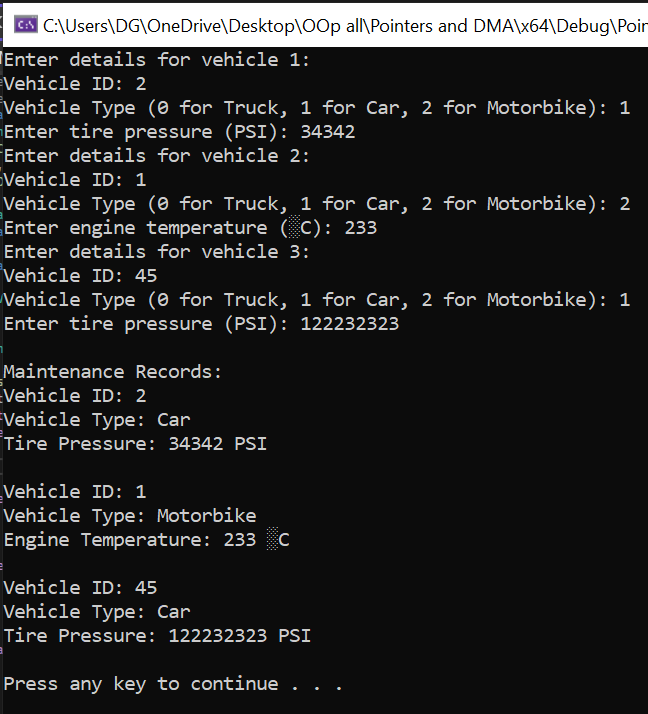 C:\Users\DG\OneDrive\Desktop\OOp all\Pointers and DMA\x64\Debug\Poin
Enter details for vehicle 1:
Vehicle ID: 2
Vehicle Type (0 for Truck, 1 for Car, 2 for Motorbike): 1
Enter tire pressure (PSI): 34342
Enter details for vehicle 2:
Vehicle ID: 1
Vehicle Type (0 for Truck, 1 for Car, 2 for Motorbike): 2
Enter engine temperature (░C): 233
Enter details for vehicle 3:
Vehicle ID: 45
Vehicle Type (0 for Truck, 1 for Car, 2 for Motorbike): 1
Enter tire pressure (PSI): 122232323
Maintenance Records:
Vehicle ID: 2
Vehicle Type: Car
Tire Pressure: 34342 PSI
Vehicle ID: 1
Vehicle Type: Motorbike
Engine Temperature: 233 ░C
Vehicle ID: 45
Vehicle Type: Car
Tire Pressure: 122232323 PSI
Press any key to continue . . .